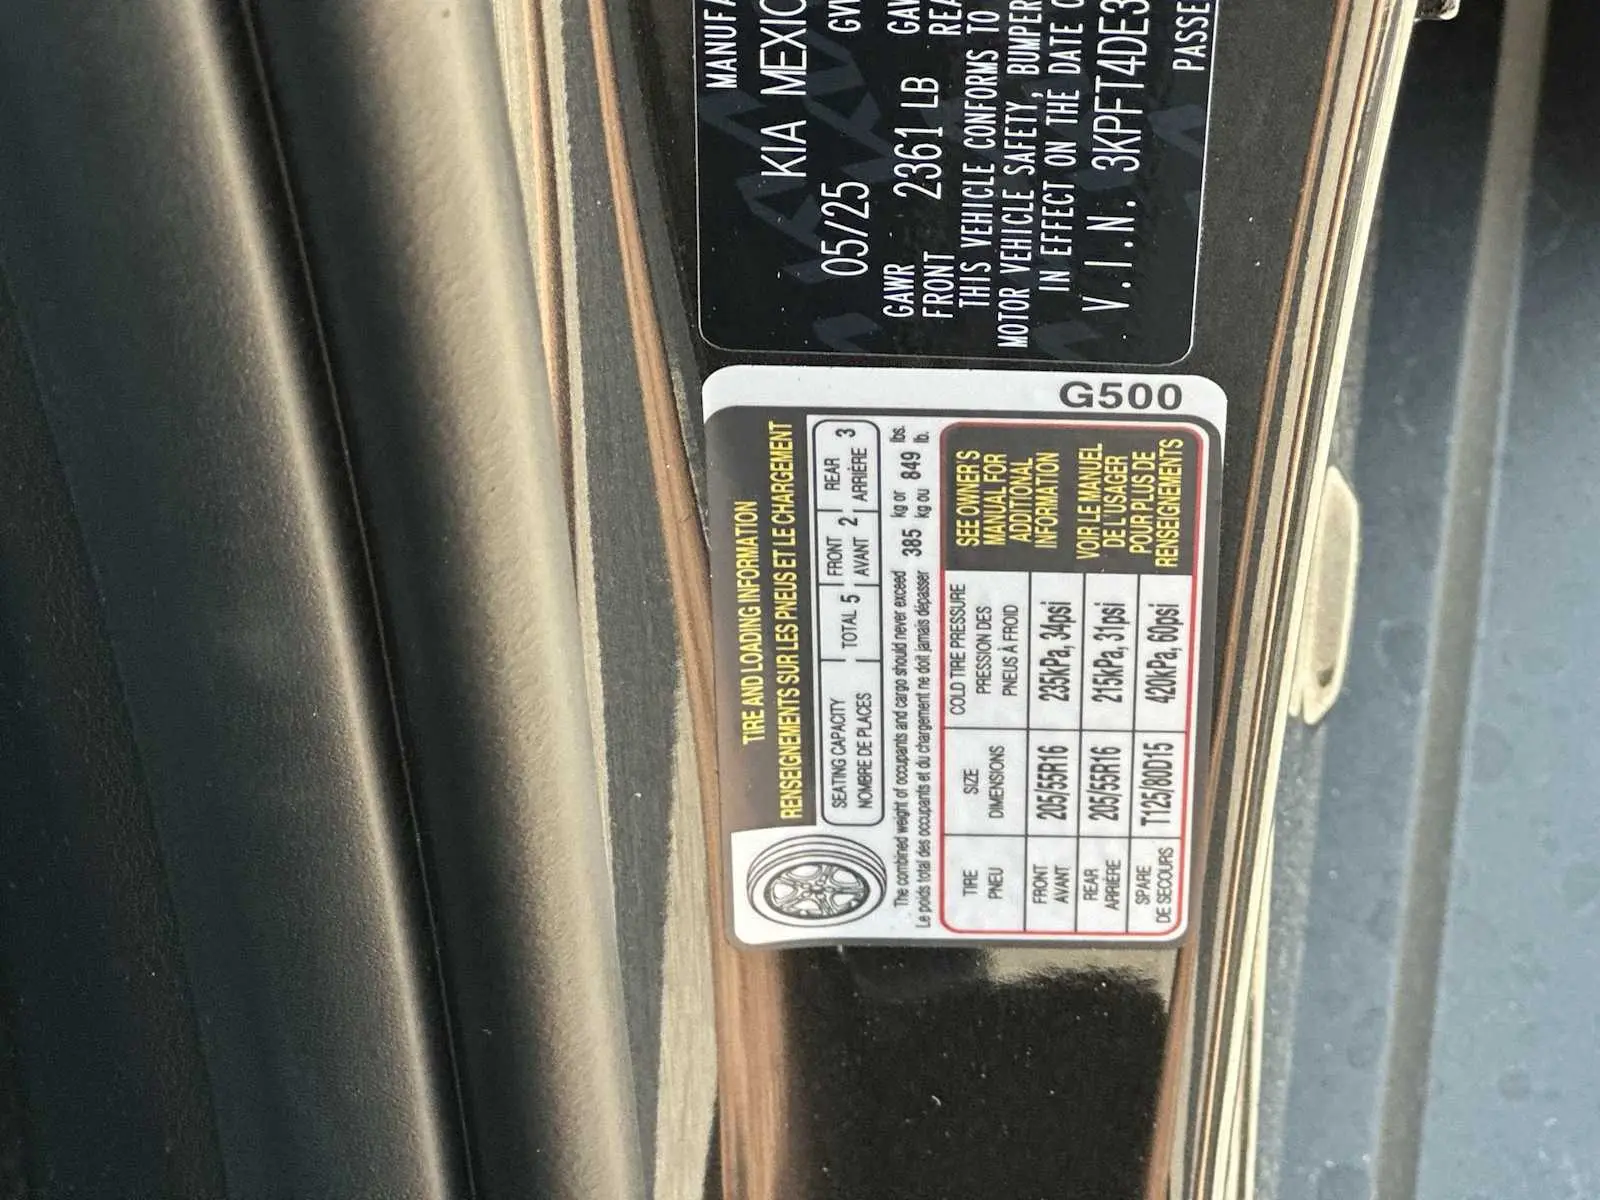 MANUFA
KIA MEXIC
05/25 GV
GAWR 2361 LB GA
FRONT REA
THIS VEHICLE CONFORMS TO
MOTOR VEHICLE SAFETY, BUMPER
IN EFFECT ON THE DATE O
V.I.N. 3KPFT4DE3
PASSE
G500
TIRE AND LOADING INFORMATION
RENSEIGNEMENTS SUR LES PNEUS ET LE CHARGEMENT
SEATING CAPACITY TOTAL 5 FRONT 2 REAR 3
NOMBRE DE PLACES AVANT ARRIÈRE
The combined weight of occupants and cargo should never exceed 385 kg or 849 lbs.
Le poids total des occupants et du chargement ne doit jamais dépasser kg ou lb.
TIRE SIZE COLD TIRE PRESSURE
PNEU DIMENSIONS PRESSION DES
PNEUS À FROID
FRONT 205/55R16 235kPa, 34psi
AVANT
REAR 205/55R16 215kPa, 31psi
ARRIÈRE
SPARE T125/80D15 420kPa, 60psi
DE SECOURS
SEE OWNER'S
MANUAL FOR
ADDITIONAL
INFORMATION
VOIR LE MANUEL
DE L'USAGER
POUR PLUS DE
RENSEIGNEMENTS